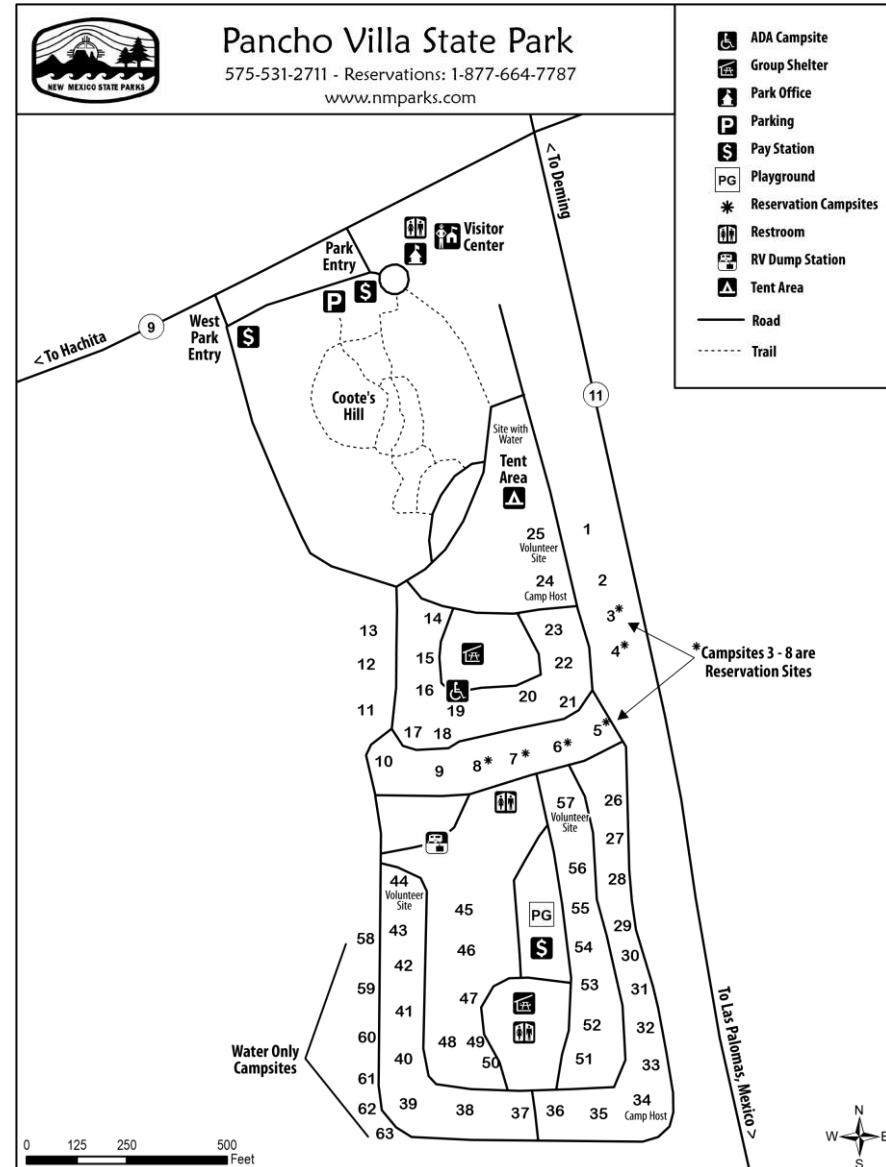 Pancho Villa State Park
575-531-2711 - Reservations: 1-877-664-7787
www.nmparks.com
NEW MEXICO STATE PARKS
ADA Campsite
Group Shelter
Park Office
P Parking
$ Pay Station
PG Playground
* Reservation Campsites
Restroom
RV Dump Station
Tent Area
Road
Trail
< To Deming
Visitor
Center
Park
Entry
P
$
West
Park
Entry
$
9
< To Hachita
Coote's
Hill
11
Site with
Water
Tent
Area
25
Volunteer
Site
24
Camp Host
1
2
3*
4*
*Campsites 3 - 8 are
Reservation Sites
5*
6*
7*
8*
9
10
11
12
13
14
15
16
17
18
19
20
21
22
23
57
Volunteer
Site
56
55
54
53
52
51
26
27
28
29
30
31
32
33
34
Camp Host
35
36
37
38
39
40
41
42
43
44
Volunteer
Site
45
46
47
48
49
50
PG
$
58
59
60
61
62
63
Water Only
Campsites
To Las Palomas, Mexico >
0 125 250 500
Feet
N
W E
S